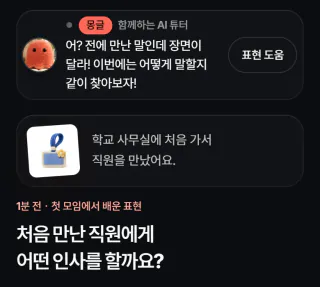 몽글 함께하는 AI 튜터
어? 전에 만난 말인데 장면이
달라! 이번에는 어떻게 말할지
같이 찾아보자!
표현 도움
학교 사무실에 처음 가서
직원을 만났어요.
1분 전 · 첫 모임에서 배운 표현
처음 만난 직원에게
어떤 인사를 할까요?